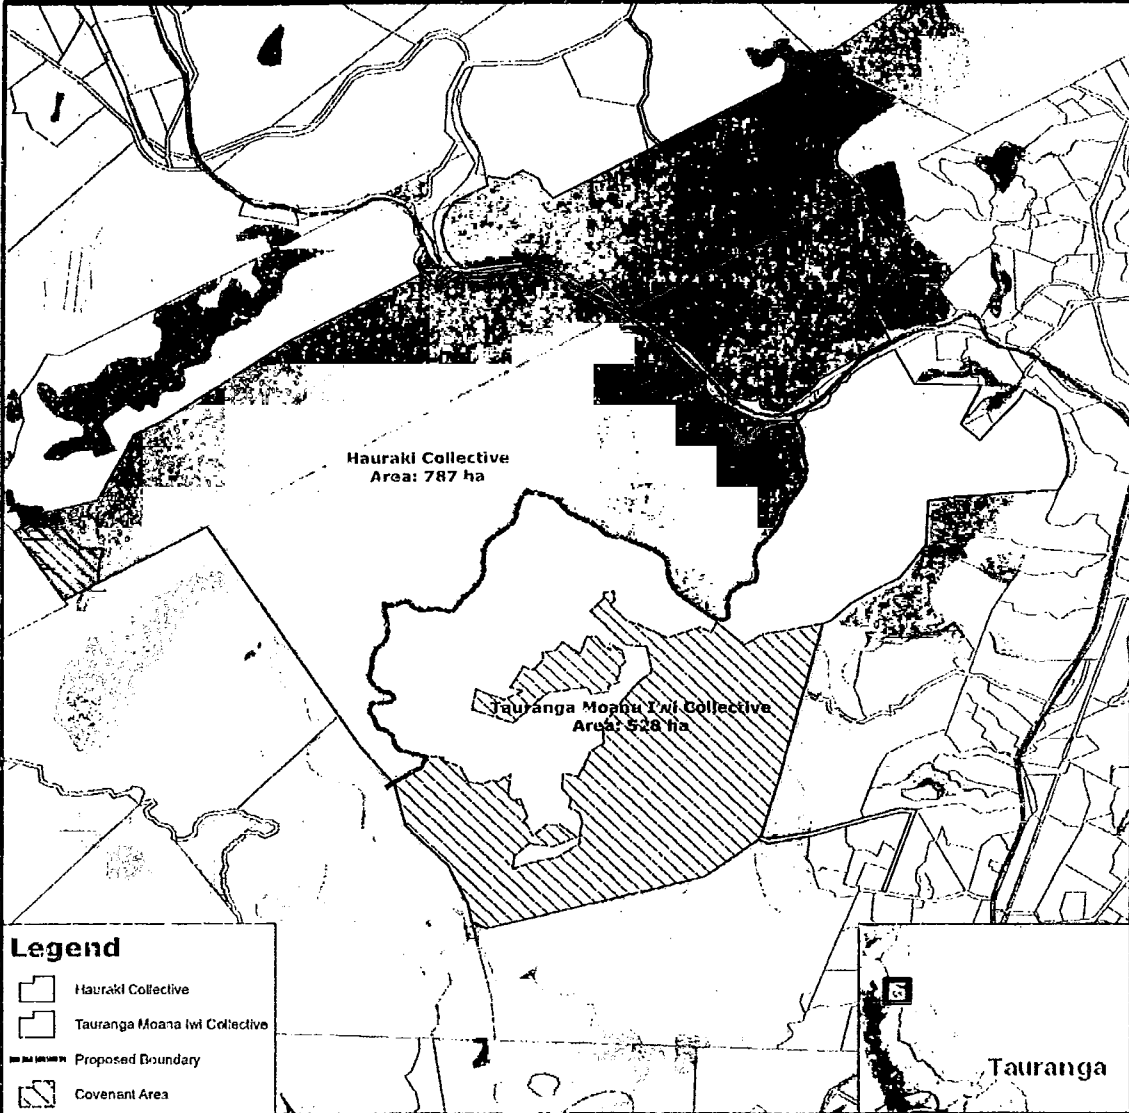 Hauraki Collective
Area: 787 ha
Tauranga Moana Iwi Collective
Area: 528 ha
Legend
Hauraki Collective
Tauranga Moana Iwi Collective
Proposed Boundary
Covenant Area
Tauranga